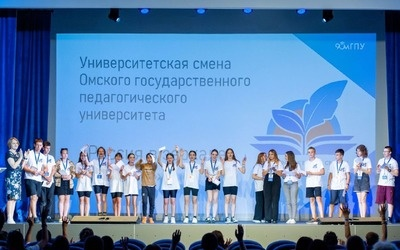 ОмГПУ
Университетская смена
Омского государственного
педагогического
университета